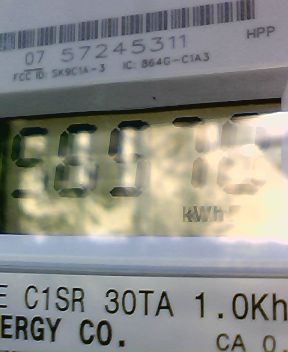 HPP
07 57245311
FCC ID: SK9C1A-3 IC: 864G-C1A3
kWh
E C1SR 30TA 1.0Kh
ERGY CO.
CA 0.